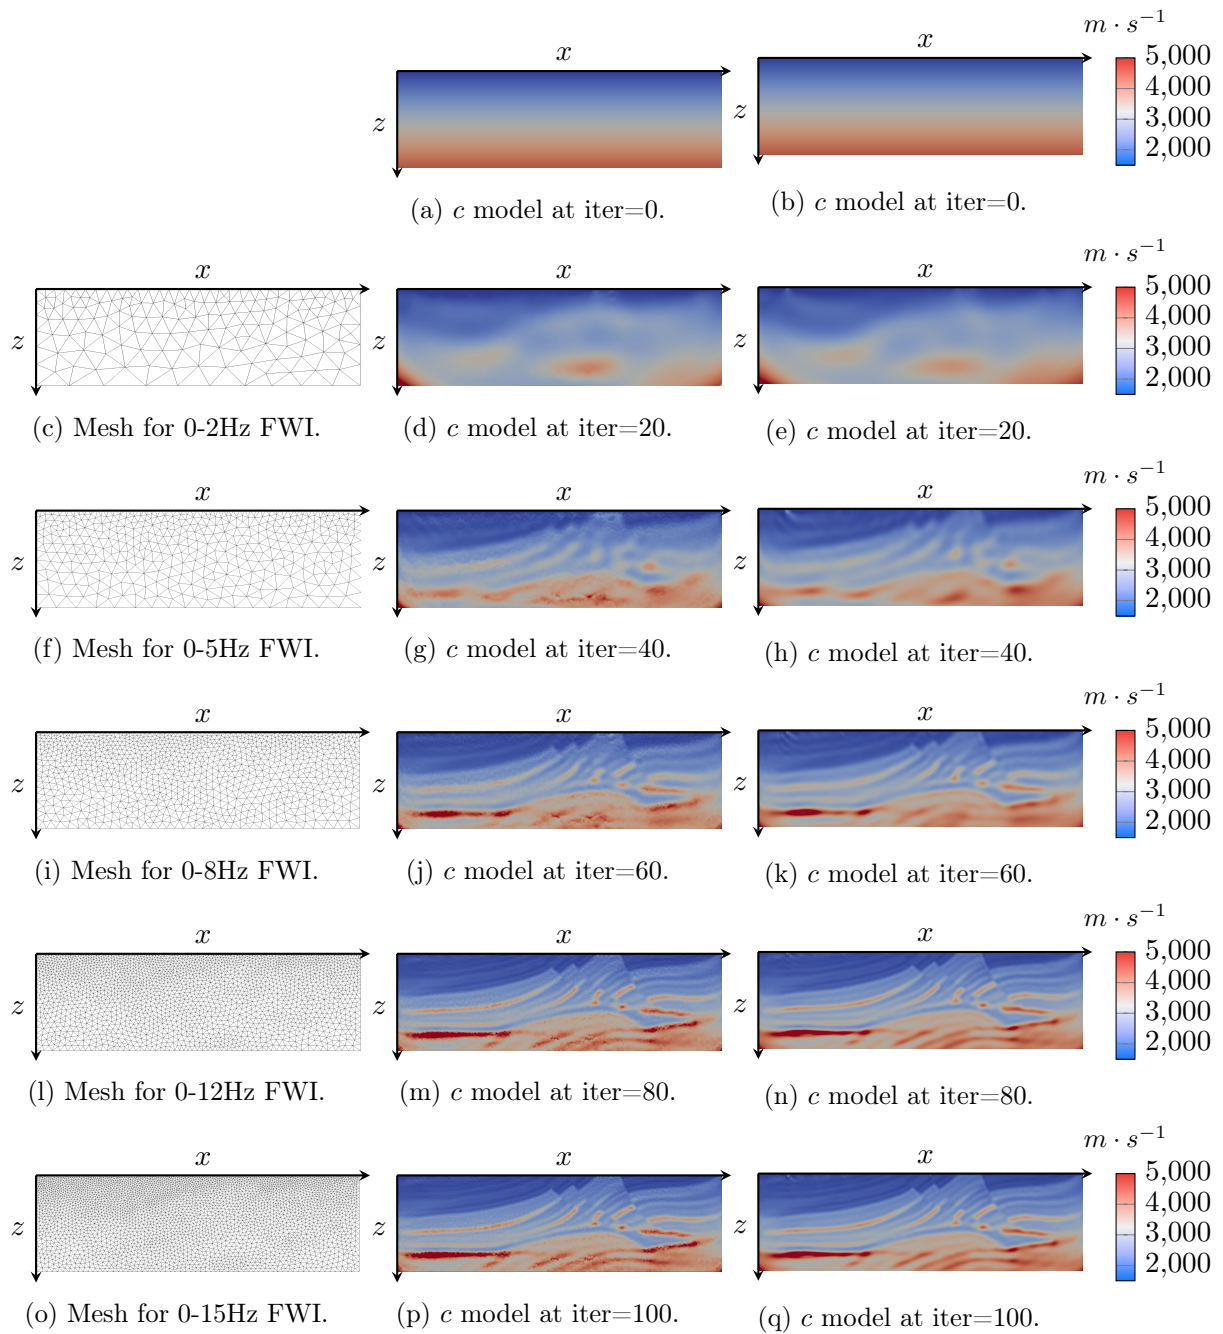 m · s⁻¹
x
x
5,000
4,000
3,000
2,000
z
z
(a) c model at iter=0.
(b) c model at iter=0.
m · s⁻¹
x
x
x
5,000
4,000
3,000
2,000
z
z
z
(c) Mesh for 0-2Hz FWI.
(d) c model at iter=20.
(e) c model at iter=20.
m · s⁻¹
x
x
x
5,000
4,000
3,000
2,000
z
z
z
(f) Mesh for 0-5Hz FWI.
(g) c model at iter=40.
(h) c model at iter=40.
m · s⁻¹
x
x
x
5,000
4,000
3,000
2,000
z
z
z
(i) Mesh for 0-8Hz FWI.
(j) c model at iter=60.
(k) c model at iter=60.
m · s⁻¹
x
x
x
5,000
4,000
3,000
2,000
z
z
z
(l) Mesh for 0-12Hz FWI.
(m) c model at iter=80.
(n) c model at iter=80.
m · s⁻¹
x
x
x
5,000
4,000
3,000
2,000
z
z
z
(o) Mesh for 0-15Hz FWI.
(p) c model at iter=100.
(q) c model at iter=100.